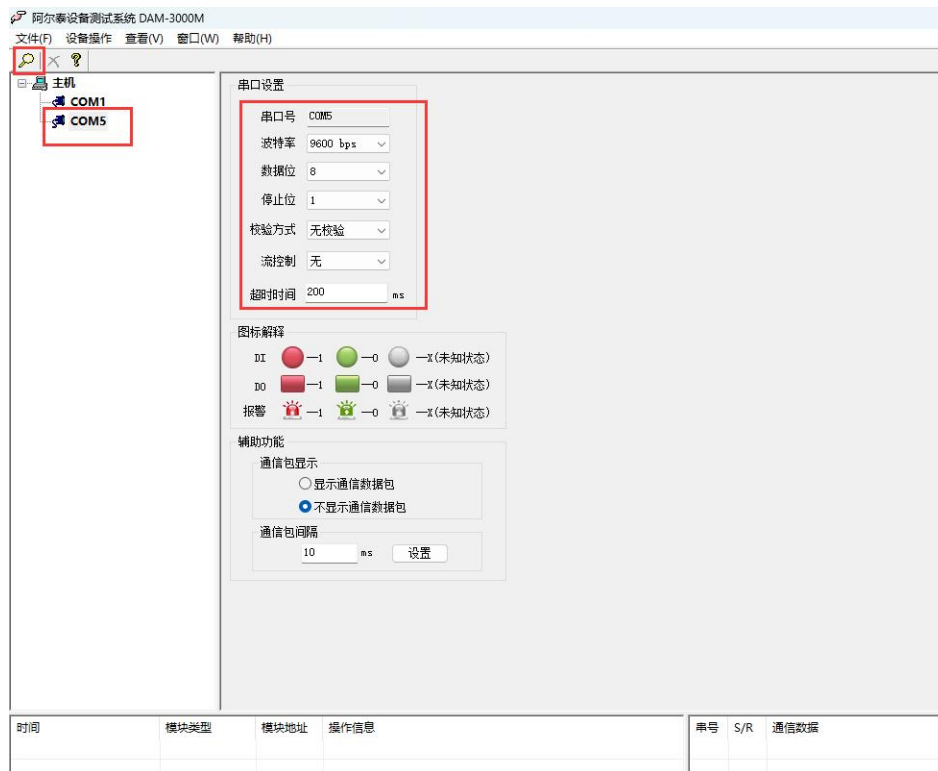 阿尔泰设备测试系统 DAM-3000M
文件(F) 设备操作 查看(V) 窗口(W) 帮助(H)
主机
COM1
COM5
串口设置
串口号 COM5
波特率 9600 bps
数据位 8
停止位 1
校验方式 无校验
流控制 无
超时时间 200 ms
图标解释
DI —1 —0 —X(未知状态)
DO —1 —0 —X(未知状态)
报警 —1 —0 —X(未知状态)
辅助功能
通信包显示
显示通信数据包
不显示通信数据包
通信包间隔
10 ms 设置
时间 模块类型 模块地址 操作信息 串号 S/R 通信数据